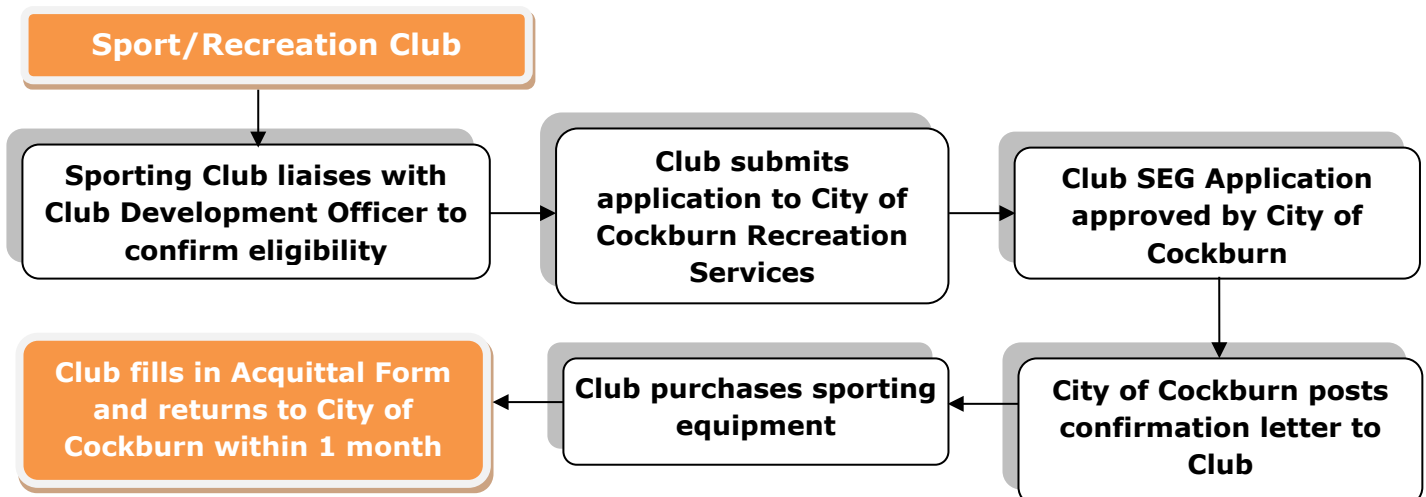 Sport/Recreation Club
Sporting Club liaises with
Club Development Officer to
confirm eligibility
Club submits
application to City of
Cockburn Recreation
Services
Club SEG Application
approved by City of
Cockburn
City of Cockburn posts
confirmation letter to
Club
Club purchases sporting
equipment
Club fills in Acquittal Form
and returns to City of
Cockburn within 1 month